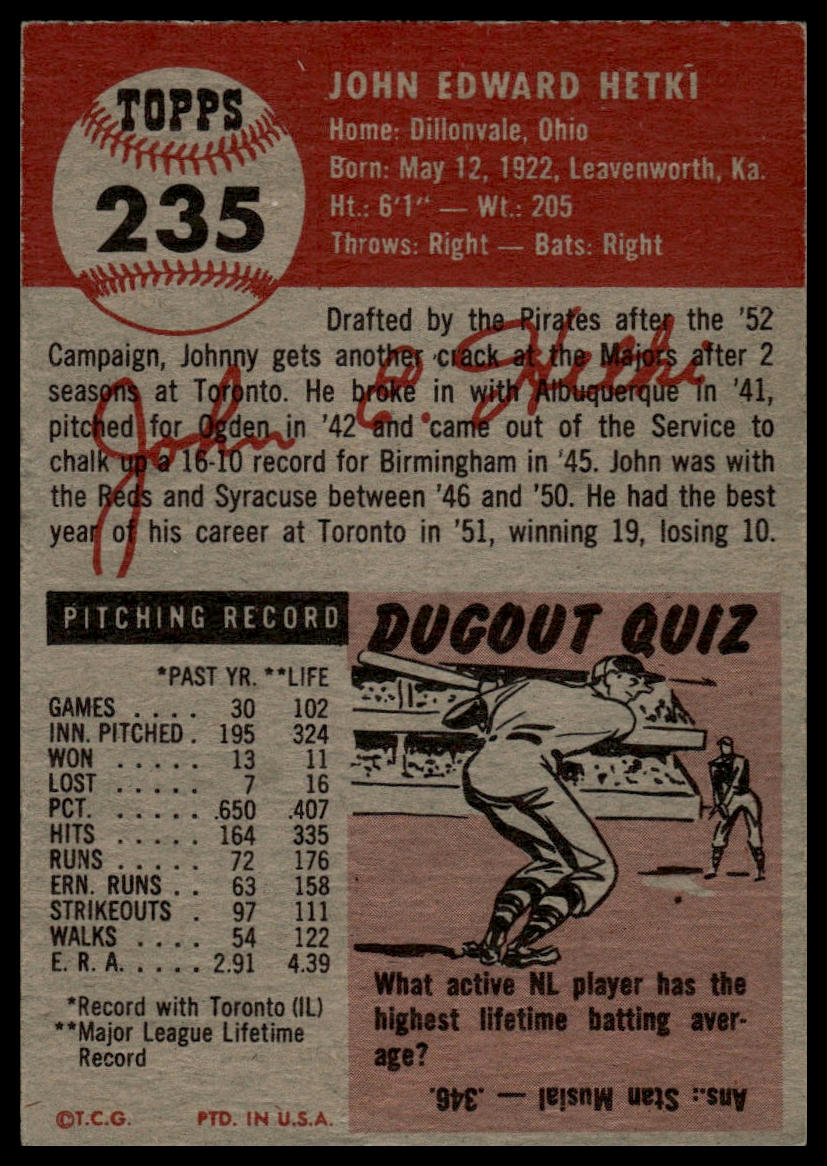 TOPPS
235
JOHN EDWARD HETKI
Home: Dillonvale, Ohio
Born: May 12, 1922, Leavenworth, Ka.
Ht.: 6'1" — Wt.: 205
Throws: Right — Bats: Right
Drafted by the Pirates after the '52
Campaign, Johnny gets another crack at the Majors after 2
seasons at Toronto. He broke in with Albuquerque in '41,
pitched for Ogden in '42 and came out of the Service to
chalk up a 16-10 record for Birmingham in '45. John was with
the Reds and Syracuse between '46 and '50. He had the best
year of his career at Toronto in '51, winning 19, losing 10.
John E. Hetki
PITCHING RECORD
*PAST YR. **LIFE
GAMES . . . . 30 102
INN. PITCHED . 195 324
WON . . . . . 13 11
LOST . . . . . 7 16
PCT. . . . . . .650 .407
HITS . . . . . 164 335
RUNS . . . . . 72 176
ERN. RUNS . . 63 158
STRIKEOUTS . 97 111
WALKS . . . . 54 122
E. R. A. . . . . . 2.91 4.39
*Record with Toronto (IL)
**Major League Lifetime
Record
DUGOUT QUIZ
What active NL player has the
highest lifetime batting aver-
age?
Ans.: Stan Musial — .346.
©T.C.G. PTD. IN U.S.A.